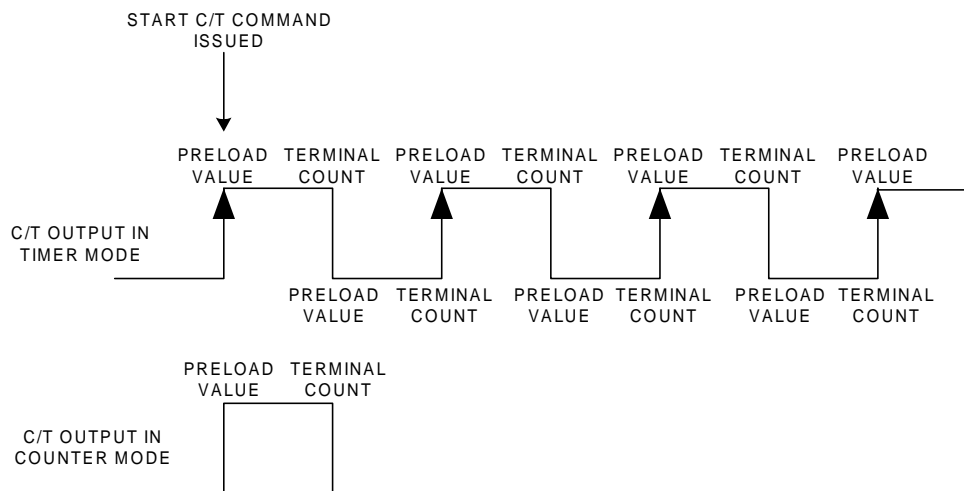 START C/T COMMAND
ISSUED
PRELOAD VALUE
TERMINAL COUNT
PRELOAD VALUE
TERMINAL COUNT
PRELOAD VALUE
TERMINAL COUNT
PRELOAD VALUE
C/T OUTPUT IN
TIMER MODE
PRELOAD VALUE
TERMINAL COUNT
PRELOAD VALUE
TERMINAL COUNT
PRELOAD VALUE
TERMINAL COUNT
PRELOAD VALUE
TERMINAL COUNT
C/T OUTPUT IN
COUNTER MODE